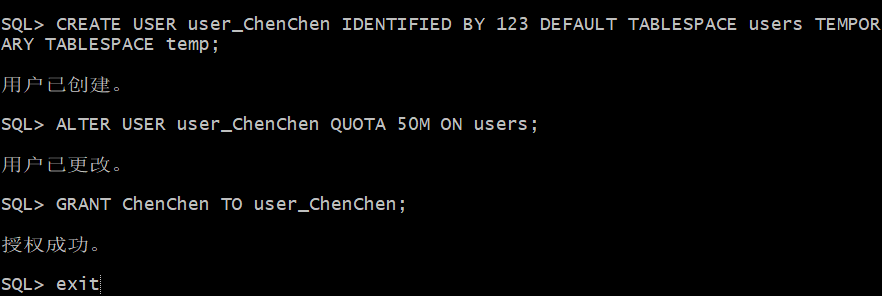 SQL> CREATE USER user_ChenChen IDENTIFIED BY 123 DEFAULT TABLESPACE users TEMPOR
ARY TABLESPACE temp;
用户已创建。
SQL> ALTER USER user_ChenChen QUOTA 50M ON users;
用户已更改。
SQL> GRANT ChenChen TO user_ChenChen;
授权成功。
SQL> exit